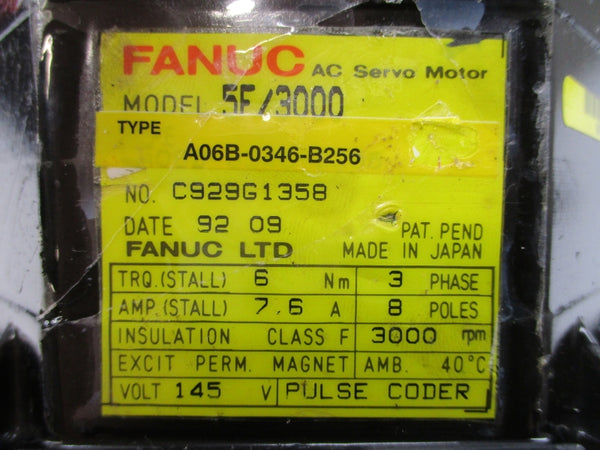 FANUC AC Servo Motor
MODEL 5F/3000
TYPE
A06B-0346-B256
NO. C929G1358
DATE 92 09 PAT. PEND
FANUC LTD MADE IN JAPAN
TRQ.(STALL) 6 Nm 3 PHASE
AMP.(STALL) 7.6 A 8 POLES
INSULATION CLASS F 3000 rpm
EXCIT PERM. MAGNET AMB. 40°C
VOLT 145 V PULSE CODER